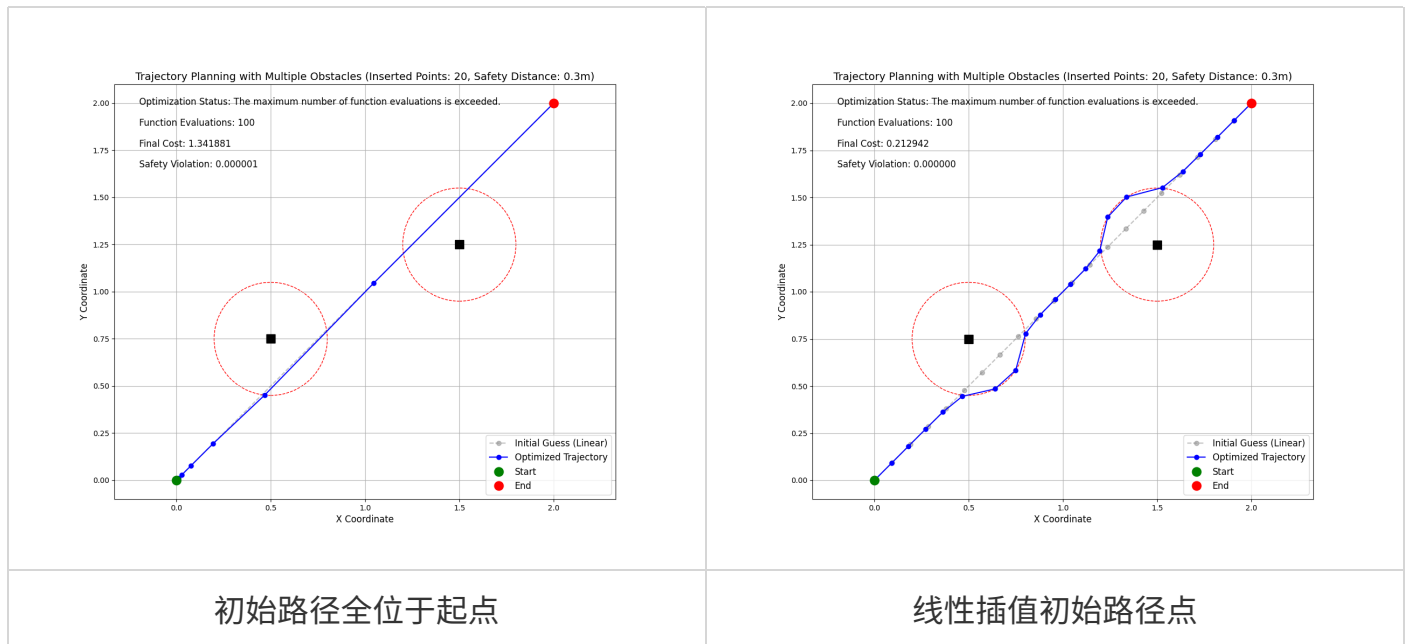 Trajectory Planning with Multiple Obstacles (Inserted Points: 20, Safety Distance: 0.3m)
Optimization Status: The maximum number of function evaluations is exceeded.
Function Evaluations: 100
Final Cost: 1.341881
Safety Violation: 0.000001
2.00
1.75
1.50
1.25
1.00
0.75
0.50
0.25
0.00
Y Coordinate
0.0
0.5
1.0
1.5
2.0
X Coordinate
Initial Guess (Linear)
Optimized Trajectory
Start
End
初始路径全位于起点
Trajectory Planning with Multiple Obstacles (Inserted Points: 20, Safety Distance: 0.3m)
Optimization Status: The maximum number of function evaluations is exceeded.
Function Evaluations: 100
Final Cost: 0.212942
Safety Violation: 0.000000
2.00
1.75
1.50
1.25
1.00
0.75
0.50
0.25
0.00
Y Coordinate
0.0
0.5
1.0
1.5
2.0
X Coordinate
Initial Guess (Linear)
Optimized Trajectory
Start
End
线性插值初始路径点